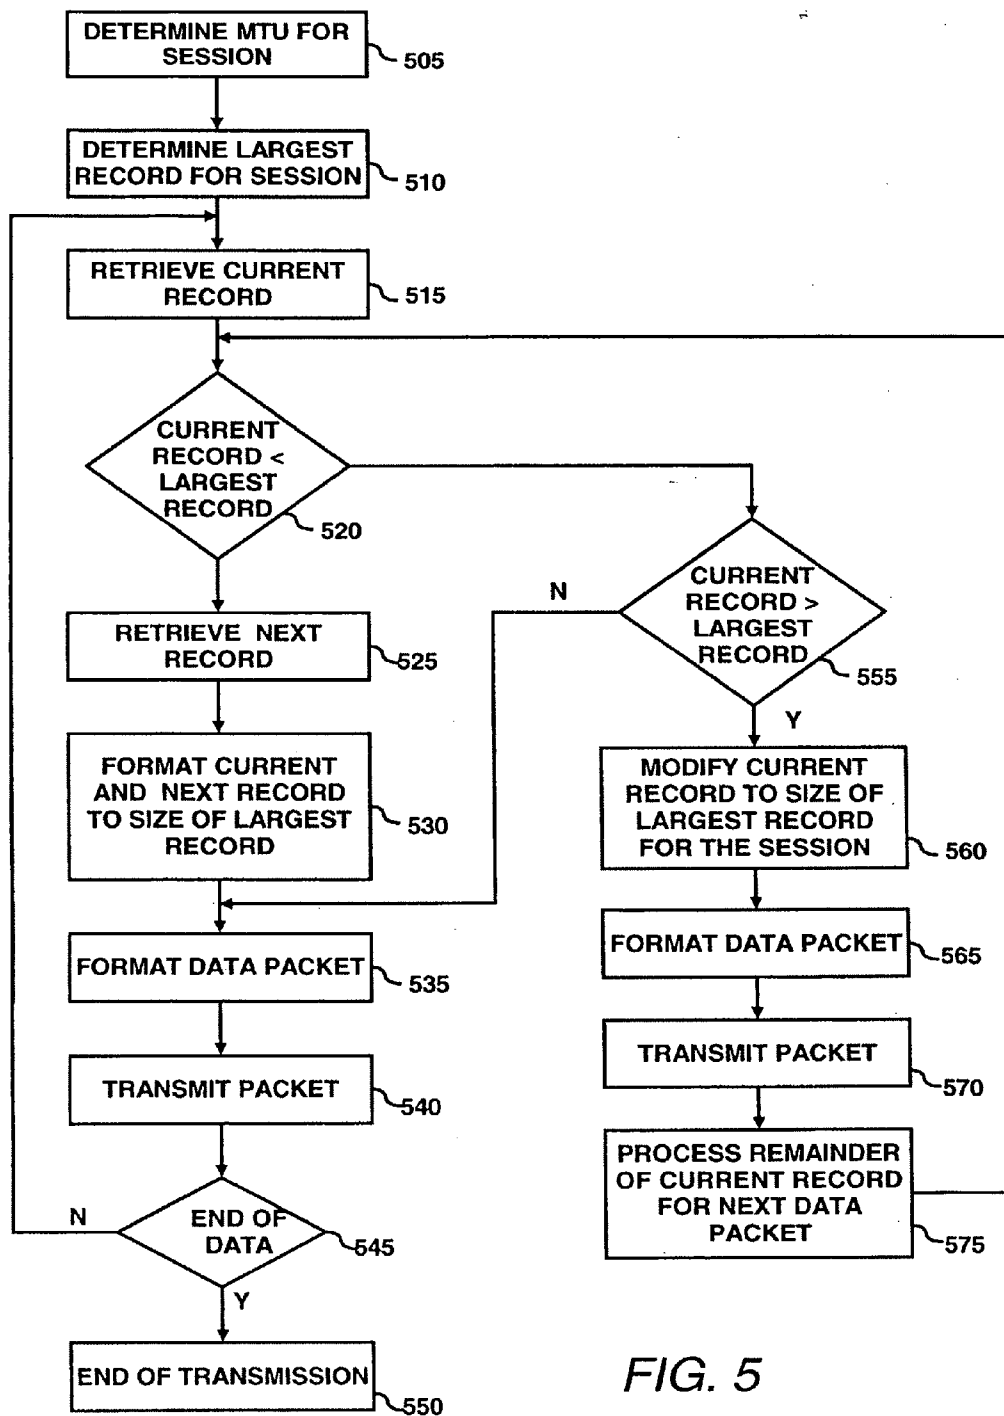 DETERMINE MTU FOR
SESSION
505
DETERMINE LARGEST
RECORD FOR SESSION
510
RETRIEVE CURRENT
RECORD
515
CURRENT
RECORD <
LARGEST
RECORD
520
RETRIEVE NEXT
RECORD
525
FORMAT CURRENT
AND NEXT RECORD
TO SIZE OF LARGEST
RECORD
530
FORMAT DATA PACKET
535
TRANSMIT PACKET
540
N
END OF
DATA
545
Y
END OF TRANSMISSION
550
N
CURRENT
RECORD >
LARGEST
RECORD
555
Y
MODIFY CURRENT
RECORD TO SIZE OF
LARGEST RECORD
FOR THE SESSION
560
FORMAT DATA PACKET
565
TRANSMIT PACKET
570
PROCESS REMAINDER
OF CURRENT RECORD
FOR NEXT DATA
PACKET
575
FIG. 5